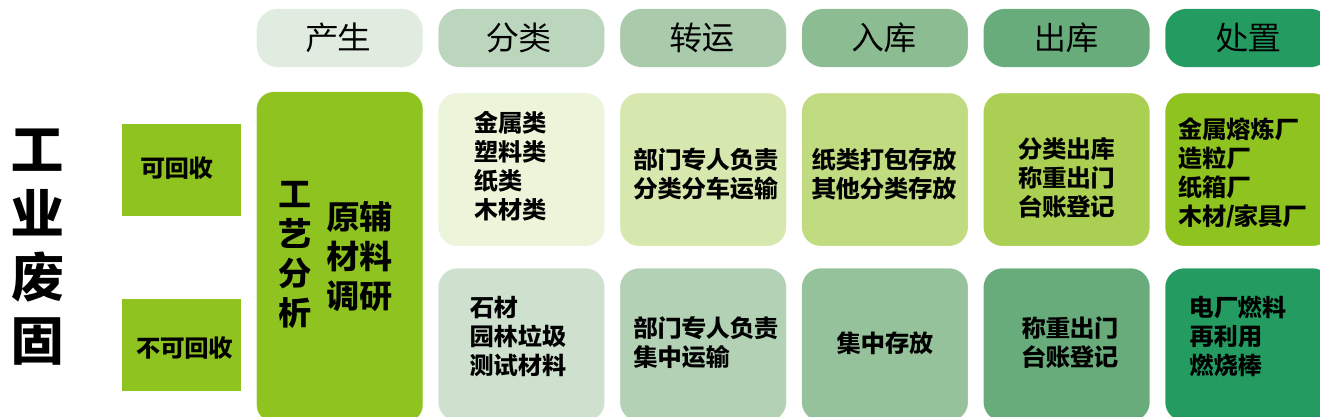 产生
分类
转运
入库
出库
处置
工业废固
可回收
不可回收
工艺分析
原辅
材料
调研
金属类
塑料类
纸类
木材类
部门专人负责
分类分车运输
纸类打包存放
其他分类存放
分类出库
称重出门
台账登记
金属熔炼厂
造粒厂
纸箱厂
木材/家具厂
石材
园林垃圾
测试材料
部门专人负责
集中运输
集中存放
称重出门
台账登记
电厂燃料
再利用
燃烧棒